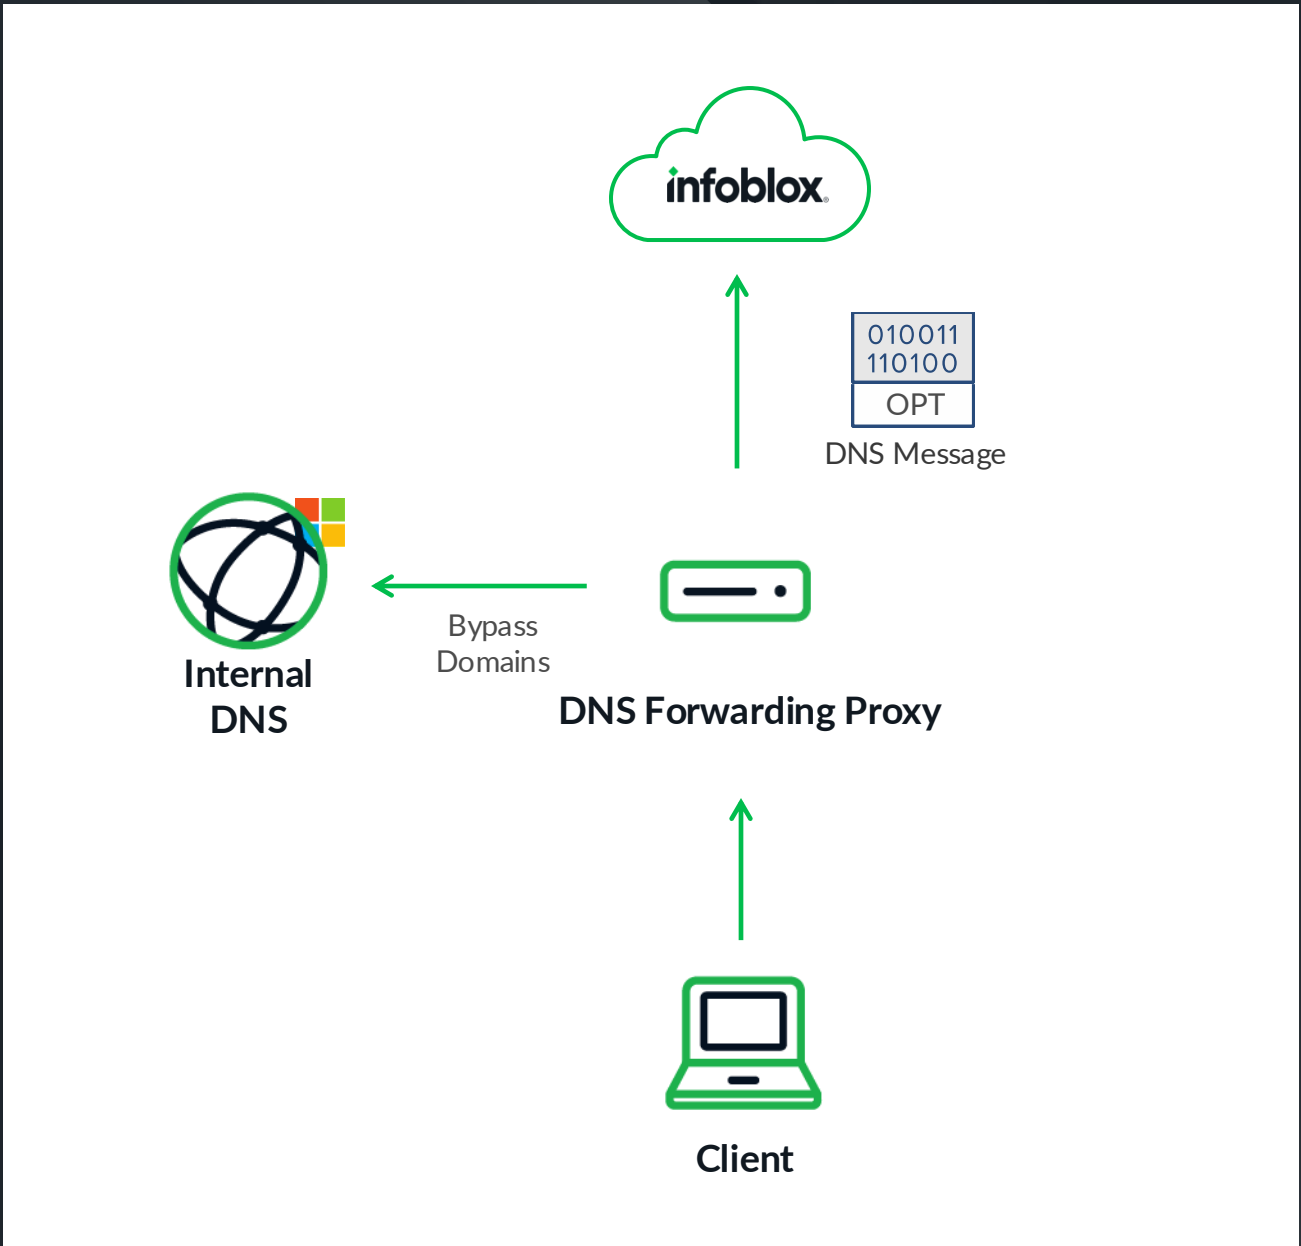 infoblox®
010011
110100
OPT
DNS Message
Bypass
Domains
Internal
DNS
DNS Forwarding Proxy
Client